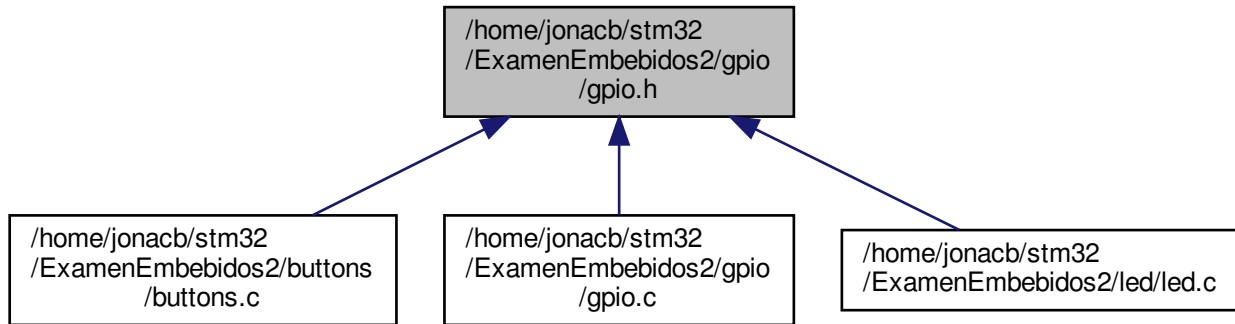 /home/jonacb/stm32
/ExamenEmbebidos2/gpio
/gpio.h
/home/jonacb/stm32
/ExamenEmbebidos2/buttons
/buttons.c
/home/jonacb/stm32
/ExamenEmbebidos2/gpio
/gpio.c
/home/jonacb/stm32
/ExamenEmbebidos2/led/led.c